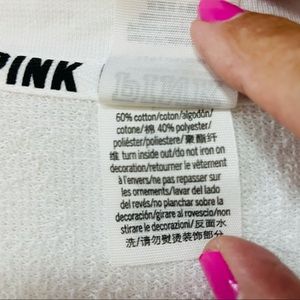 PINK
60% cotton/coton/algodón/
cotone/棉 40% polyester/
poliéster/poliestere/聚酯纤
维 turn inside out/do not iron on
decoration/retourner le vêtement
à l'envers/ne pas repasser sur
les ornements/lavar del lado
del revés/no planchar sobre la
decoración/girare al rovescio/non
stirare le decorazioni/反面水
洗/请勿熨烫装饰部分